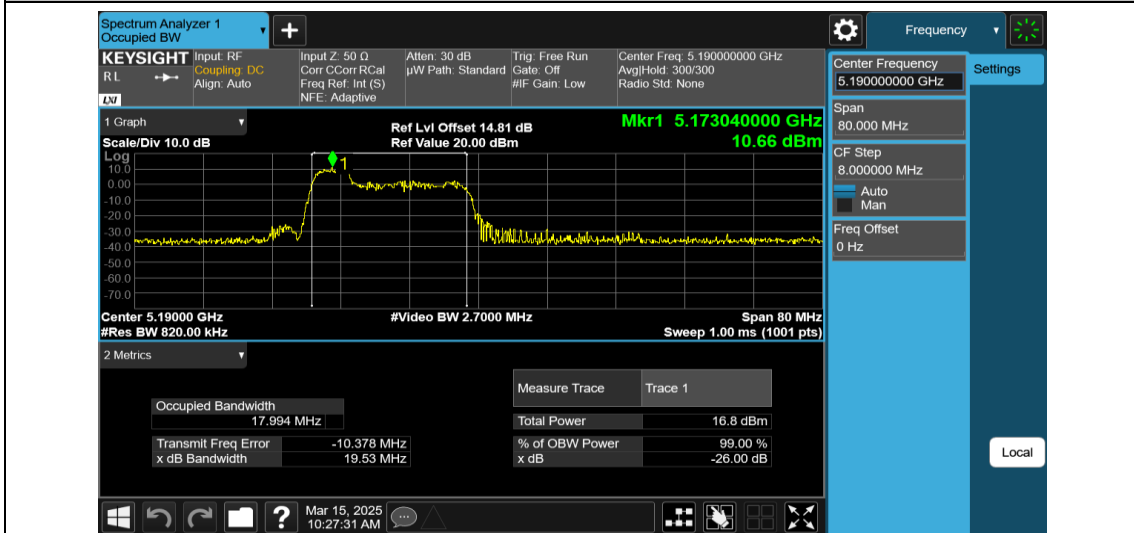 Spectrum Analyzer 1
Occupied BW
Frequency
KEYSIGHT
R L
LXI
Input: RF
Coupling: DC
Align: Auto
Input Z: 50 Ω
Corr CCorr RCal
Freq Ref: Int (S)
NFE: Adaptive
Atten: 30 dB
µW Path: Standard
Trig: Free Run
Gate: Off
#IF Gain: Low
Center Freq: 5.190000000 GHz
Avg|Hold: 300/300
Radio Std: None
Center Frequency
5.190000000 GHz
Settings
Span
80.000 MHz
CF Step
8.000000 MHz
Auto
Man
Freq Offset
0 Hz
Local
1 Graph
Scale/Div 10.0 dB
Ref Lvl Offset 14.81 dB
Ref Value 20.00 dBm
Mkr1 5.173040000 GHz
10.66 dBm
Log
10.0
0.00
-10.0
-20.0
-30.0
-40.0
-50.0
-60.0
-70.0
1
Center 5.19000 GHz
#Video BW 2.7000 MHz
Span 80 MHz
#Res BW 820.00 kHz
Sweep 1.00 ms (1001 pts)
2 Metrics
Measure Trace Trace 1
Occupied Bandwidth
17.994 MHz
Total Power 16.8 dBm
Transmit Freq Error -10.378 MHz
% of OBW Power 99.00 %
x dB Bandwidth 19.53 MHz
x dB -26.00 dB
?
Mar 15, 2025
10:27:31 AM